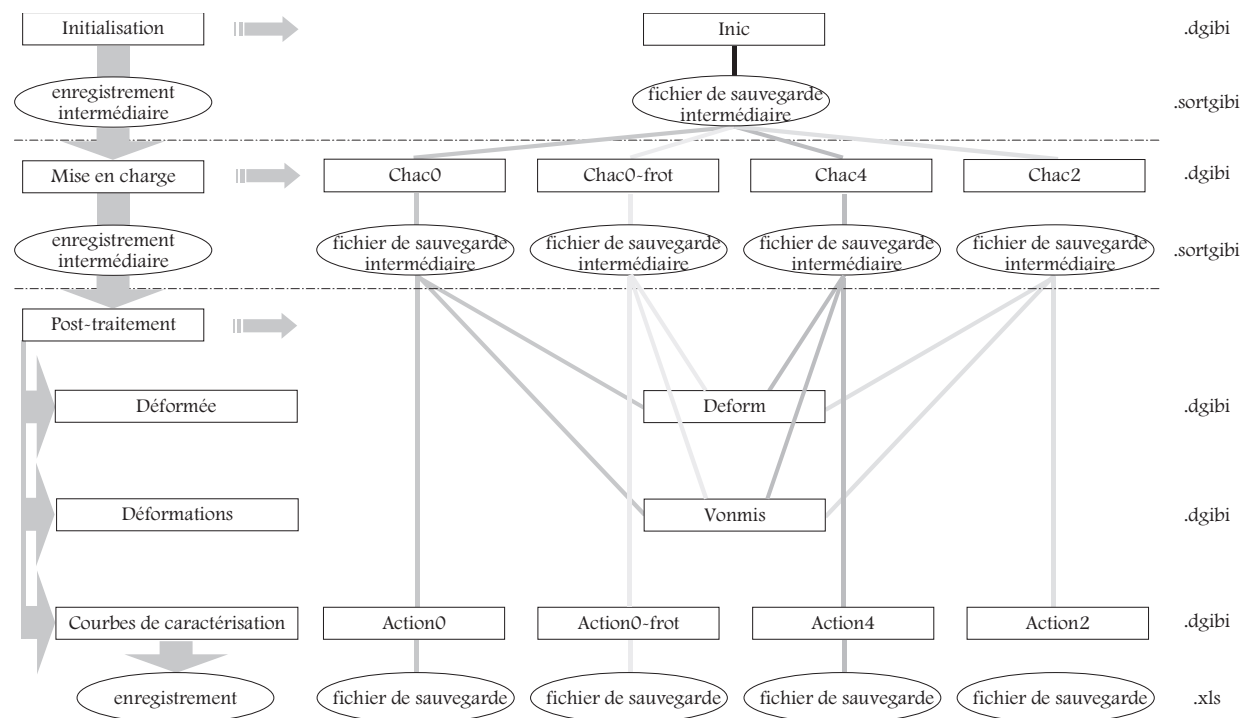 Initialisation Inic .dgibi
enregistrement
intermédiaire
fichier de sauvegarde
intermédiaire
.sortgibi
Mise en charge Chac0 Chac0-frot Chac4 Chac2 .dgibi
enregistrement
intermédiaire
fichier de sauvegarde
intermédiaire
fichier de sauvegarde
intermédiaire
fichier de sauvegarde
intermédiaire
fichier de sauvegarde
intermédiaire
.sortgibi
Post-traitement
Déformée Deform .dgibi
Déformations Vonmis .dgibi
Courbes de caractérisation Action0 Action0-frot Action4 Action2 .dgibi
enregistrement fichier de sauvegarde fichier de sauvegarde fichier de sauvegarde fichier de sauvegarde .xls